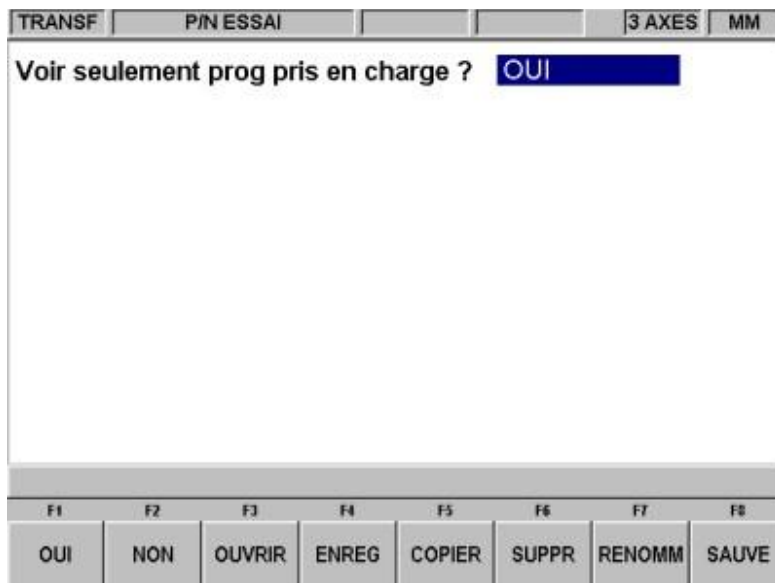 TRANSF P/N ESSAI 3 AXES MM
Voir seulement prog pris en charge ? OUI
F1 F2 F3 F4 F5 F6 F7 F8
OUI NON OUVRIR ENREG COPIER SUPPR RENOMM SAUVE